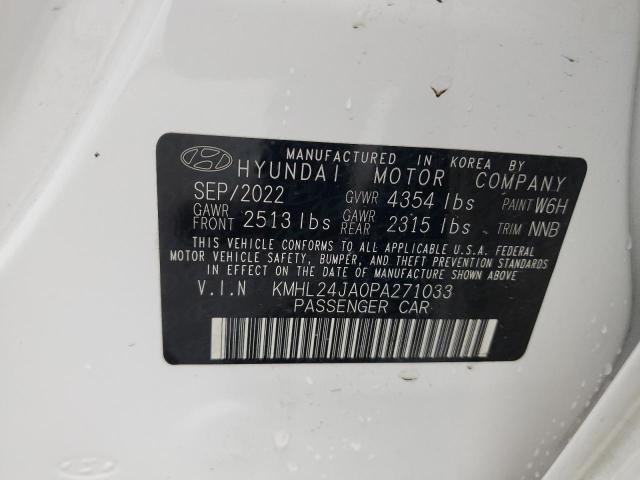 MANUFACTURED IN KOREA BY
HYUNDAI MOTOR COMPANY
SEP/2022 GVWR 4354 lbs PAINT W6H
GAWR FRONT 2513 lbs GAWR REAR 2315 lbs TRIM NNB
THIS VEHICLE CONFORMS TO ALL APPLICABLE U.S.A. FEDERAL
MOTOR VEHICLE SAFETY, BUMPER, AND THEFT PREVENTION STANDARDS
IN EFFECT ON THE DATE OF MANUFACTURE SHOWN ABOVE.
V.I.N KMHL24JA0PA271033
PASSENGER CAR